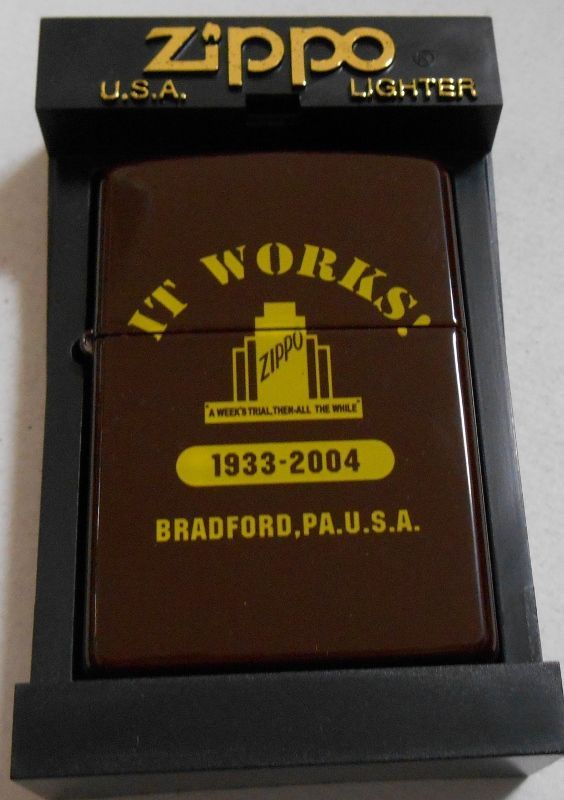 Zippo ®
U.S.A. LIGHTER
IT WORKS!
ZIPPO
"A WEEK'S TRIAL,THEN-ALL THE WHILE"
1933-2004
BRADFORD,PA.U.S.A.